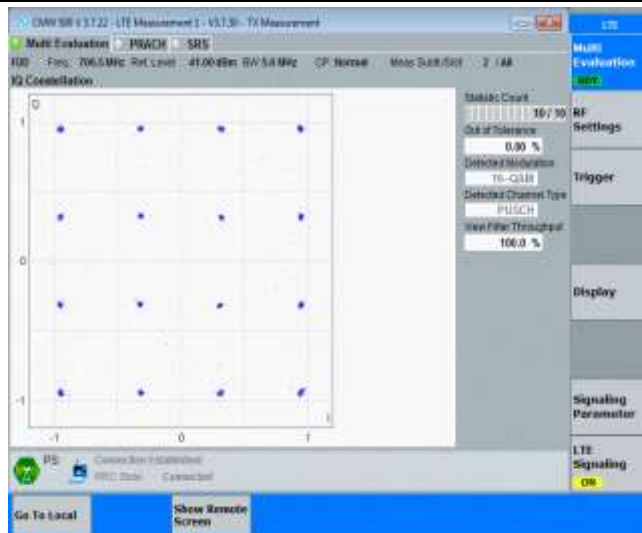 CMW 500 V 3.7.22 - LTE Measurement 1 - V3.7.30 - TX Measurement
LTE
Multi Evaluation PRACH SRS
Multi
Evaluation
RDY
FDD Freq.: 706.5 MHz Ref. Level: 41.00 dBm BW: 5.0 MHz CP: Normal Meas Subfr./Slot: 2 / All
IQ Constellation
Q
I
1
0
-1
-1 0 1
Statistic Count
10 / 10
Out of Tolerance
0.00 %
Detected Modulation
16-QAM
Detected Channel Type
PUSCH
View Filter Throughput
100.0 %
RF
Settings
Trigger
Display
Signaling
Parameter
LTE
Signaling
ON
PS:
Connection Established
RRC State: Connected
Go To Local
Show Remote
Screen